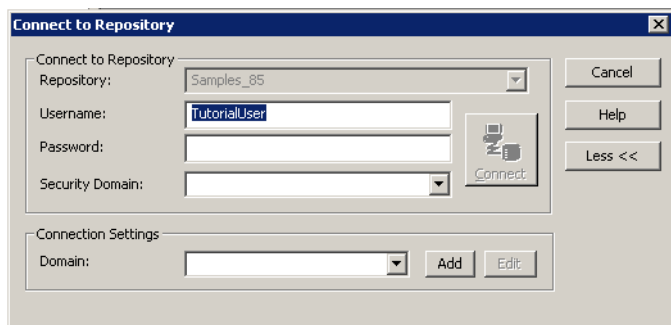 Connect to Repository
Connect to Repository
Repository: Samples_85
Cancel
Username: TutorialUser
Help
Password:
Connect
Less <<
Security Domain:
Connection Settings
Domain: Add Edit